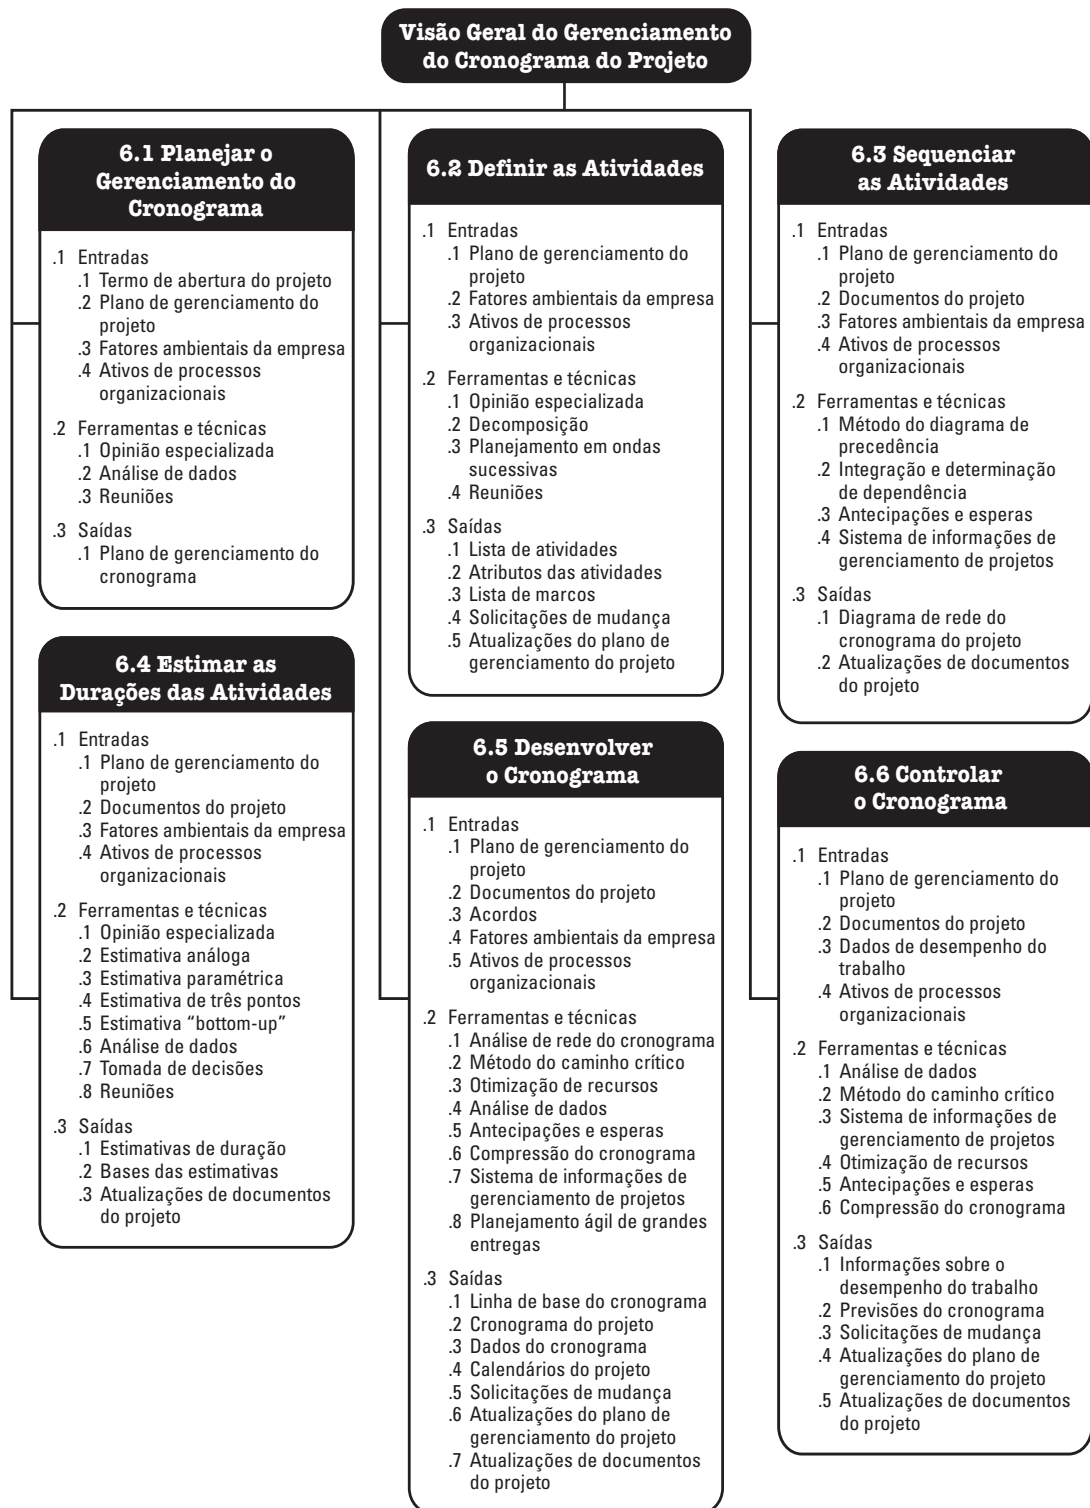 Visão Geral do Gerenciamento
do Cronograma do Projeto
6.1 Planejar o
Gerenciamento do
Cronograma
.1 Entradas
.1 Termo de abertura do projeto
.2 Plano de gerenciamento do
projeto
.3 Fatores ambientais da empresa
.4 Ativos de processos
organizacionais
.2 Ferramentas e técnicas
.1 Opinião especializada
.2 Análise de dados
.3 Reuniões
.3 Saídas
.1 Plano de gerenciamento do
cronograma
6.2 Definir as Atividades
.1 Entradas
.1 Plano de gerenciamento do
projeto
.2 Fatores ambientais da empresa
.3 Ativos de processos
organizacionais
.2 Ferramentas e técnicas
.1 Opinião especializada
.2 Decomposição
.3 Planejamento em ondas
sucessivas
.4 Reuniões
.3 Saídas
.1 Lista de atividades
.2 Atributos das atividades
.3 Lista de marcos
.4 Solicitações de mudança
.5 Atualizações do plano de
gerenciamento do projeto
6.3 Sequenciar
as Atividades
.1 Entradas
.1 Plano de gerenciamento do
projeto
.2 Documentos do projeto
.3 Fatores ambientais da empresa
.4 Ativos de processos
organizacionais
.2 Ferramentas e técnicas
.1 Método do diagrama de
precedência
.2 Integração e determinação
de dependência
.3 Antecipações e esperas
.4 Sistema de informações de
gerenciamento de projetos
.3 Saídas
.1 Diagrama de rede do
cronograma do projeto
.2 Atualizações de documentos
do projeto
6.4 Estimar as
Durações das Atividades
.1 Entradas
.1 Plano de gerenciamento do
projeto
.2 Documentos do projeto
.3 Fatores ambientais da empresa
.4 Ativos de processos
organizacionais
.2 Ferramentas e técnicas
.1 Opinião especializada
.2 Estimativa análoga
.3 Estimativa paramétrica
.4 Estimativa de três pontos
.5 Estimativa “bottom-up”
.6 Análise de dados
.7 Tomada de decisões
.8 Reuniões
.3 Saídas
.1 Estimativas de duração
.2 Bases das estimativas
.3 Atualizações de documentos
do projeto
6.5 Desenvolver
o Cronograma
.1 Entradas
.1 Plano de gerenciamento do
projeto
.2 Documentos do projeto
.3 Acordos
.4 Fatores ambientais da empresa
.5 Ativos de processos
organizacionais
.2 Ferramentas e técnicas
.1 Análise de rede do cronograma
.2 Método do caminho crítico
.3 Otimização de recursos
.4 Análise de dados
.5 Antecipações e esperas
.6 Compressão do cronograma
.7 Sistema de informações de
gerenciamento de projetos
.8 Planejamento ágil de grandes
entregas
.3 Saídas
.1 Linha de base do cronograma
.2 Cronograma do projeto
.3 Dados do cronograma
.4 Calendários do projeto
.5 Solicitações de mudança
.6 Atualizações do plano de
gerenciamento do projeto
.7 Atualizações de documentos
do projeto
6.6 Controlar
o Cronograma
.1 Entradas
.1 Plano de gerenciamento do
projeto
.2 Documentos do projeto
.3 Dados de desempenho do
trabalho
.4 Ativos de processos
organizacionais
.2 Ferramentas e técnicas
.1 Análise de dados
.2 Método do caminho crítico
.3 Sistema de informações de
gerenciamento de projetos
.4 Otimização de recursos
.5 Antecipações e esperas
.6 Compressão do cronograma
.3 Saídas
.1 Informações sobre o
desempenho do trabalho
.2 Previsões do cronograma
.3 Solicitações de mudança
.4 Atualizações do plano de
gerenciamento do projeto
.5 Atualizações de documentos
do projeto